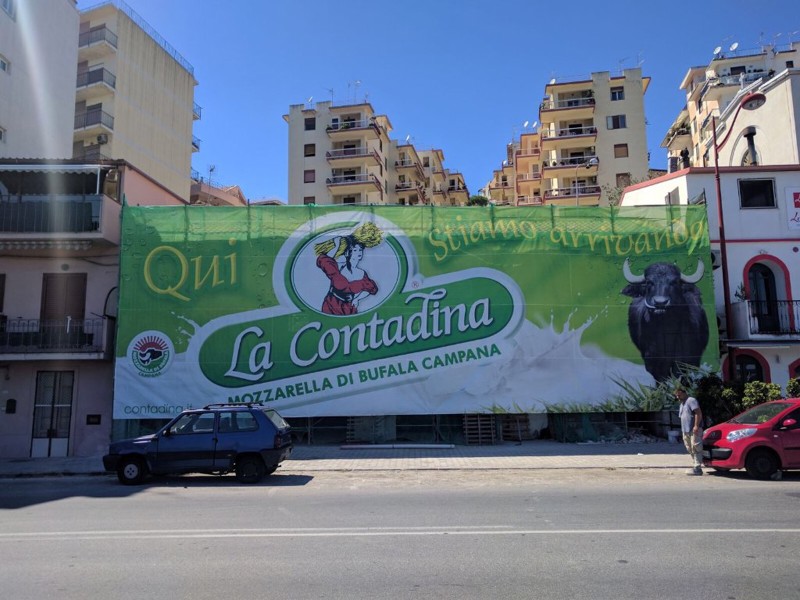 Qui
Stiamo arrivando!
®
La Contadina
MOZZARELLA DI BUFALA CAMPANA
contadina.it